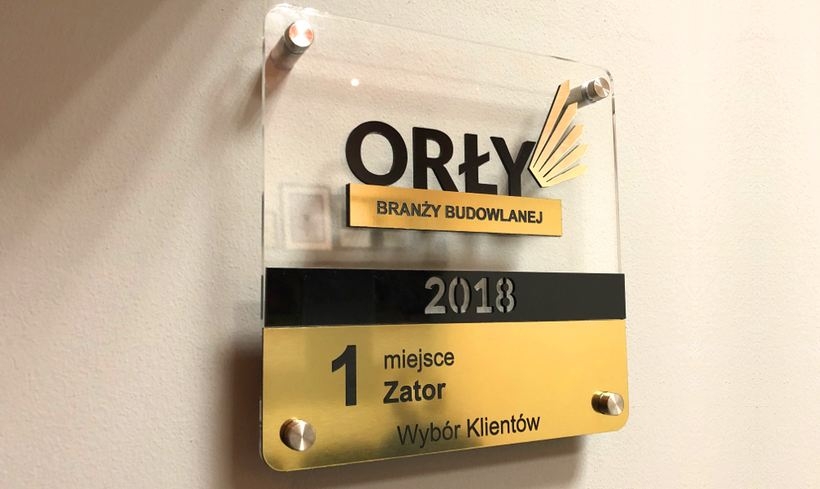 ORŁY
BRANŻY BUDOWLANEJ
2018
1 miejsce
Zator
Wybór Klientów